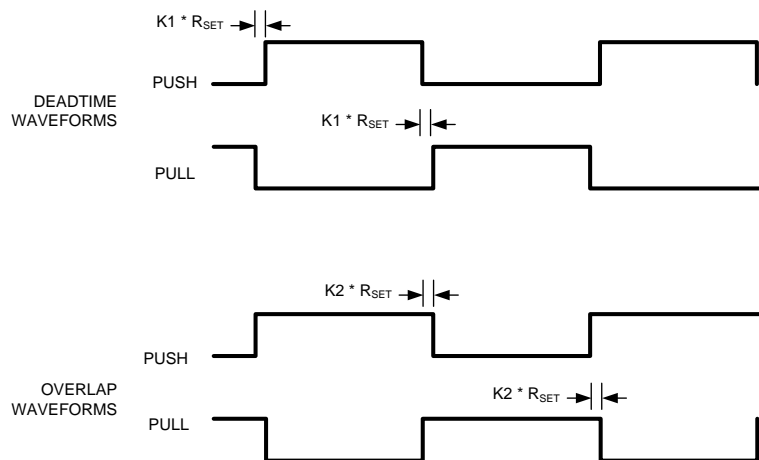 K1 * RSET
PUSH
DEADTIME
WAVEFORMS
K1 * RSET
PULL
K2 * RSET
PUSH
OVERLAP
WAVEFORMS
K2 * RSET
PULL